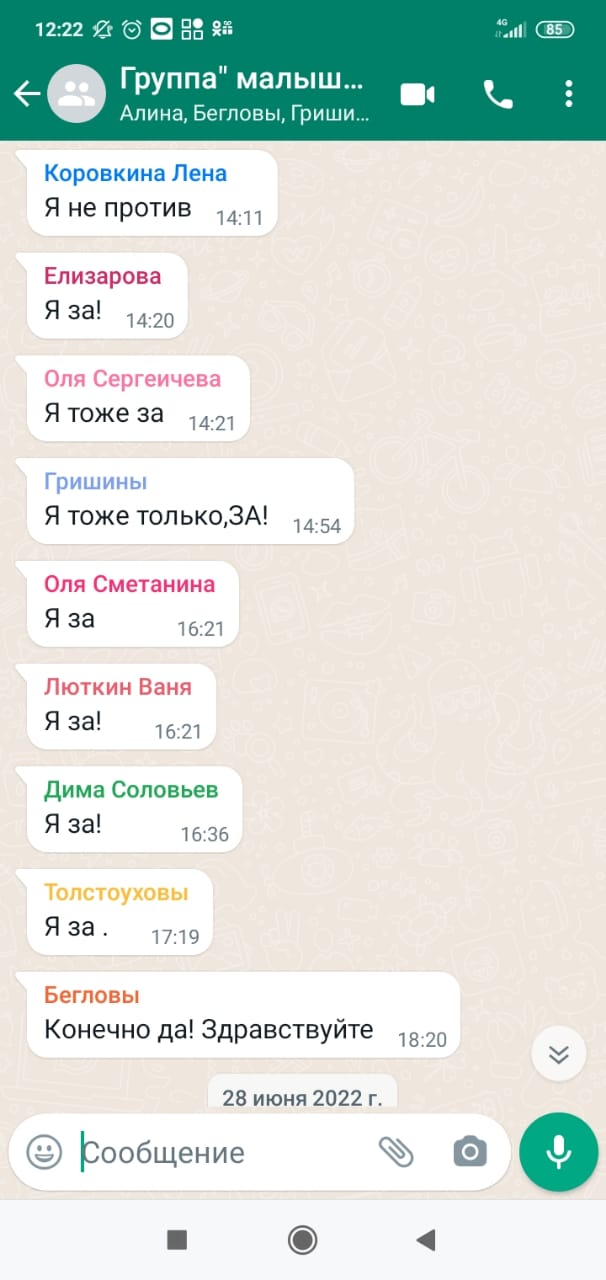 12:22
4G
85
Группа" малыш...
Алина, Бегловы, Гриши...
Коровкина Лена
Я не против 14:11
Елизарова
Я за! 14:20
Оля Сергеичева
Я тоже за 14:21
Гришины
Я тоже только,ЗА! 14:54
Оля Сметанина
Я за 16:21
Люткин Ваня
Я за! 16:21
Дима Соловьев
Я за! 16:36
Толстоуховы
Я за . 17:19
Бегловы
Конечно да! Здравствуйте 18:20
28 июня 2022 г.
Сообщение